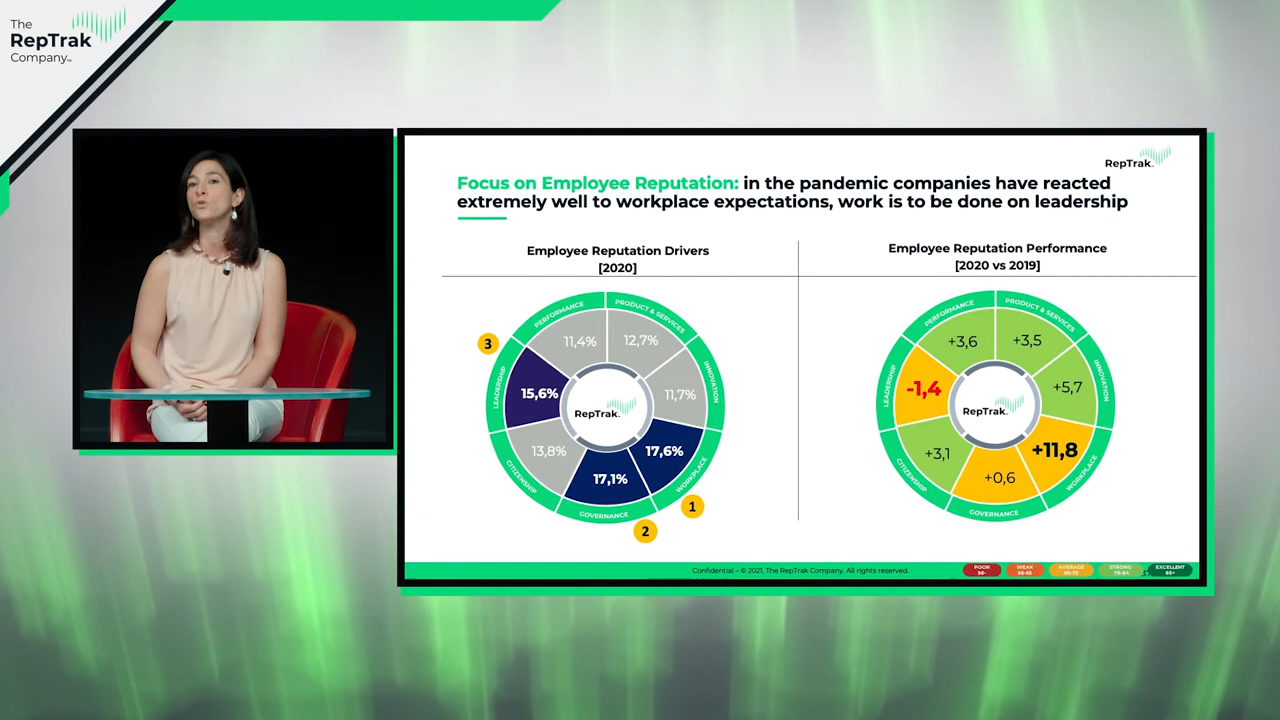 The
RepTrak
Company™
RepTrak™
Focus on Employee Reputation: in the pandemic companies have reacted
extremely well to workplace expectations, work is to be done on leadership
Employee Reputation Drivers
[2020]
PERFORMANCE
PRODUCT & SERVICES
INNOVATION
WORKPLACE
GOVERNANCE
CITIZENSHIP
LEADERSHIP
11,4%
12,7%
11,7%
17,6%
17,1%
13,8%
15,6%
RepTrak™
3
1
2
Employee Reputation Performance
[2020 vs 2019]
PERFORMANCE
PRODUCT & SERVICES
INNOVATION
WORKPLACE
GOVERNANCE
CITIZENSHIP
LEADERSHIP
+3,6
+3,5
+5,7
+11,8
+0,6
+3,1
-1,4
RepTrak™
Confidential – © 2021, The RepTrak Company. All rights reserved.
POOR
WEAK
AVERAGE
STRONG
EXCELLENT